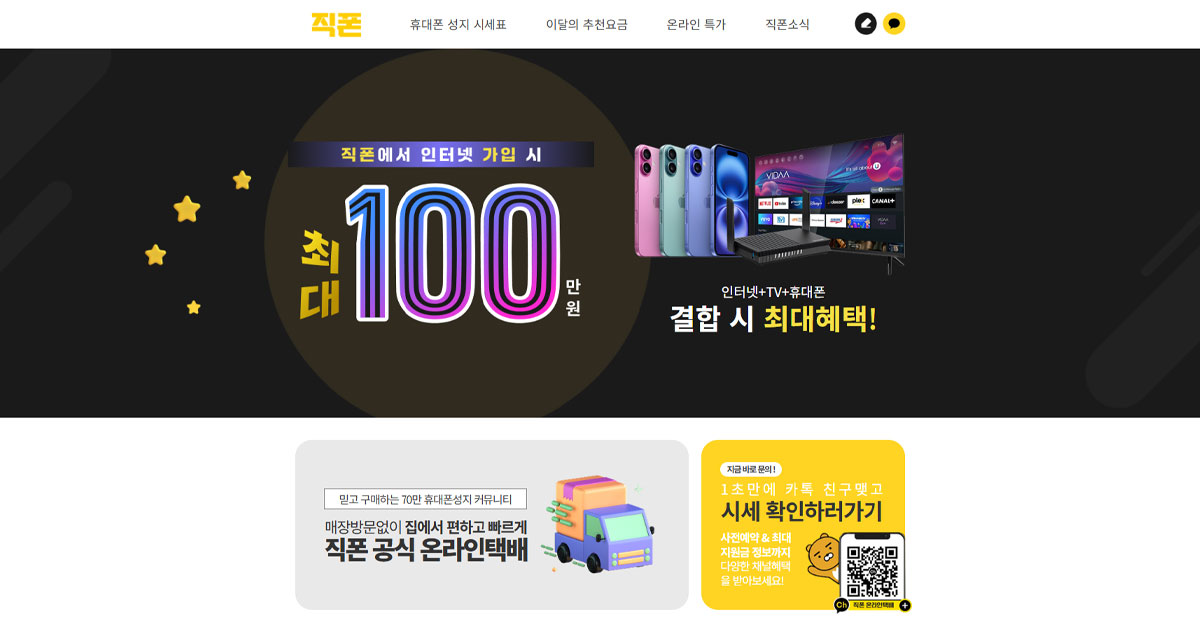 직폰
휴대폰 성지 시세표
이달의 추천요금
온라인 특가
직폰소식
직폰에서 인터넷 가입 시
최대
100
만원
VIDAA
CANAL+
인터넷+TV+휴대폰
결합 시 최대혜택!
믿고 구매하는 70만 휴대폰성지 커뮤니티
매장방문없이 집에서 편하고 빠르게
직폰 공식 온라인택배
지금 바로 문의!
1초만에 카톡 친구맺고
시세 확인하러가기
사전예약 & 최대
지원금 정보까지
다양한 채널혜택
을 받아보세요!
Ch 직폰 온라인택배 +